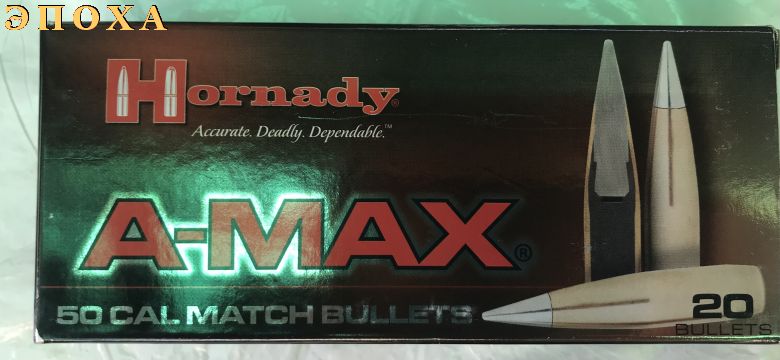 ЭПОХА
Hornady®
Accurate. Deadly. Dependable.™
A-MAX®
50 CAL MATCH BULLETS
20
BULLETS